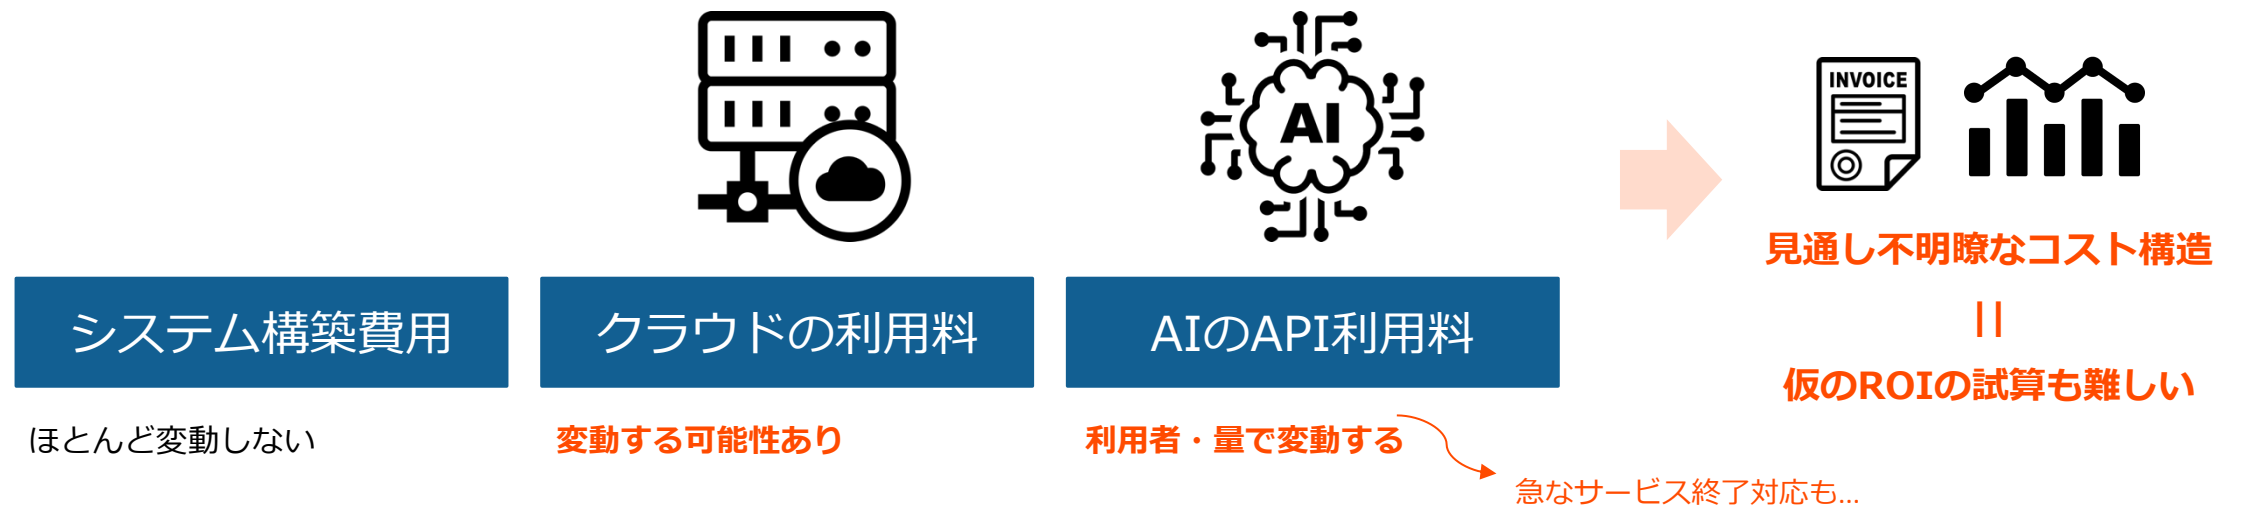 INVOICE
AI
見通し不明瞭なコスト構造
||
仮のROIの試算も難しい
システム構築費用
クラウドの利用料
AIのAPI利用料
ほとんど変動しない
変動する可能性あり
利用者・量で変動する
急なサービス終了対応も...